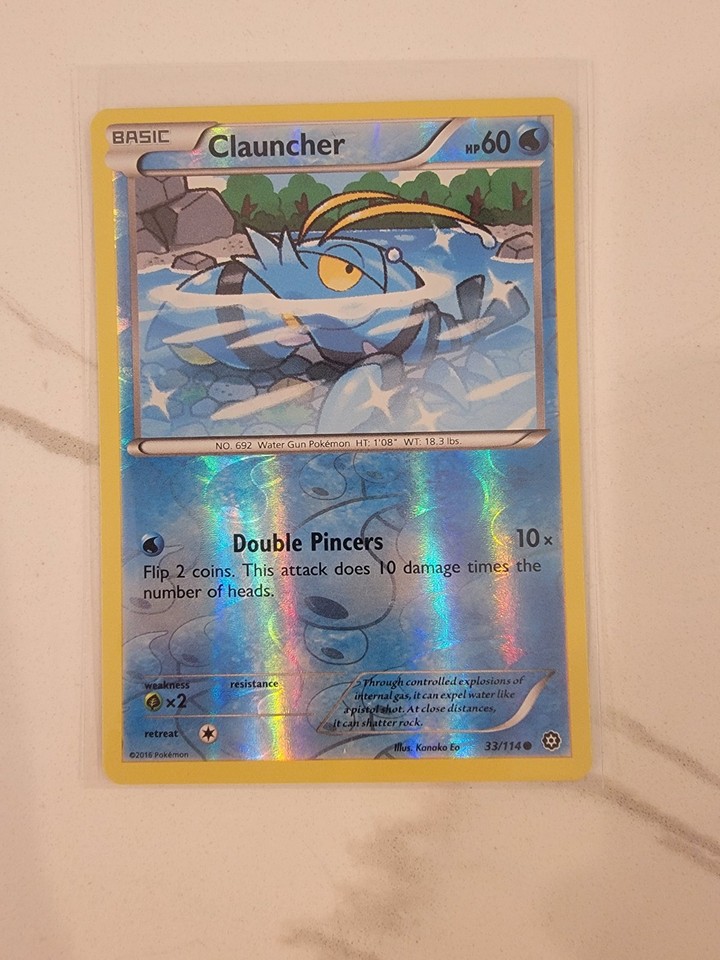 BASIC Clauncher HP60
NO. 692 Water Gun Pokémon HT: 1'08" WT: 18.3 lbs.
Double Pincers 10×
Flip 2 coins. This attack does 10 damage times the
number of heads.
weakness resistance
×2
retreat
Through controlled explosions of
internal gas, it can expel water like
a pistol shot. At close distances,
it can shatter rock.
Illus. Kanako Eo 33/114
©2016 Pokémon